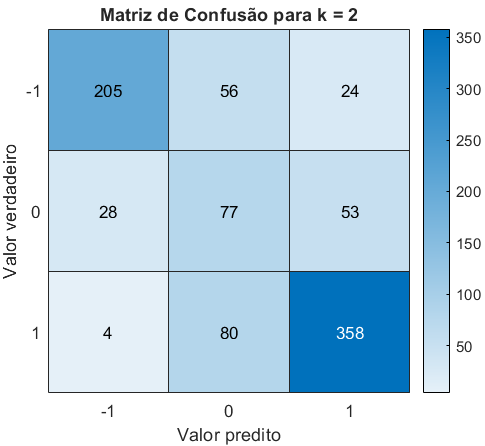 Matriz de Confusão para k = 2
-1 205 56 24
0 28 77 53
1 4 80 358
-1 0 1
Valor predito
Valor verdadeiro
350
300
250
200
150
100
50